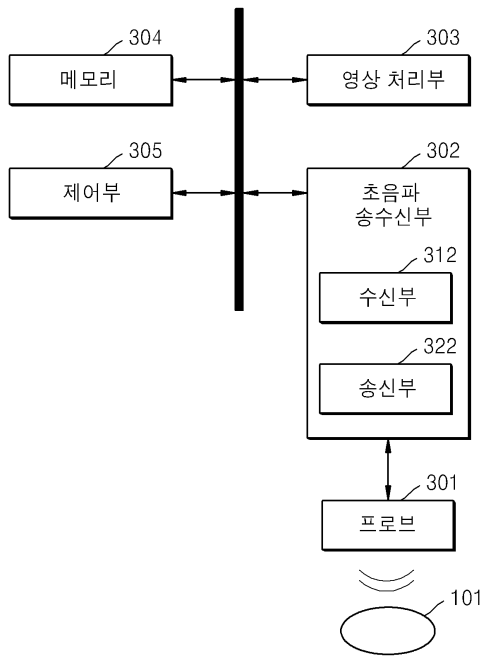 304
메모리
303
영상 처리부
305
제어부
302
초음파
송수신부
312
수신부
322
송신부
301
프로브
101